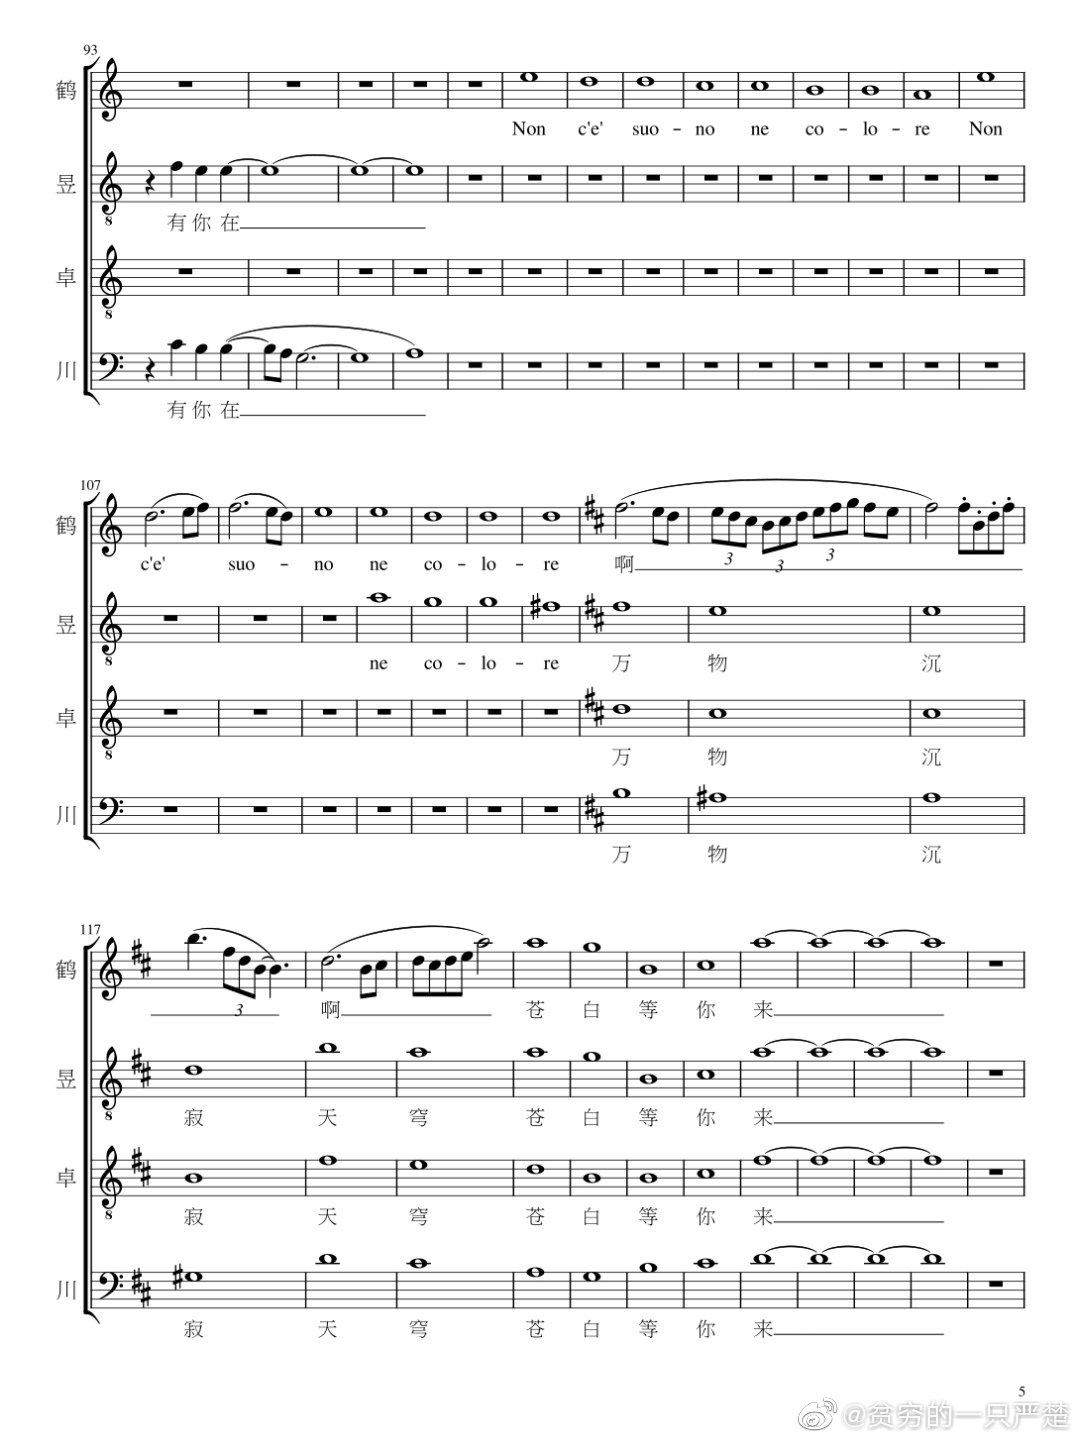 93
鹤
Non c'e' suo - no ne co - lo - re Non
昱
有 你 在
卓
川
有 你 在
107
鹤
c'e' suo - no ne co - lo - re 啊
3 3 3
昱
ne co - lo - re 万 物 沉
卓
万 物 沉
川
万 物 沉
117
鹤
3
啊 苍 白 等 你 来
昱
寂 天 穹 苍 白 等 你 来
卓
寂 天 穹 苍 白 等 你 来
川
寂 天 穹 苍 白 等 你 来
5
@贫穷的一只严楚